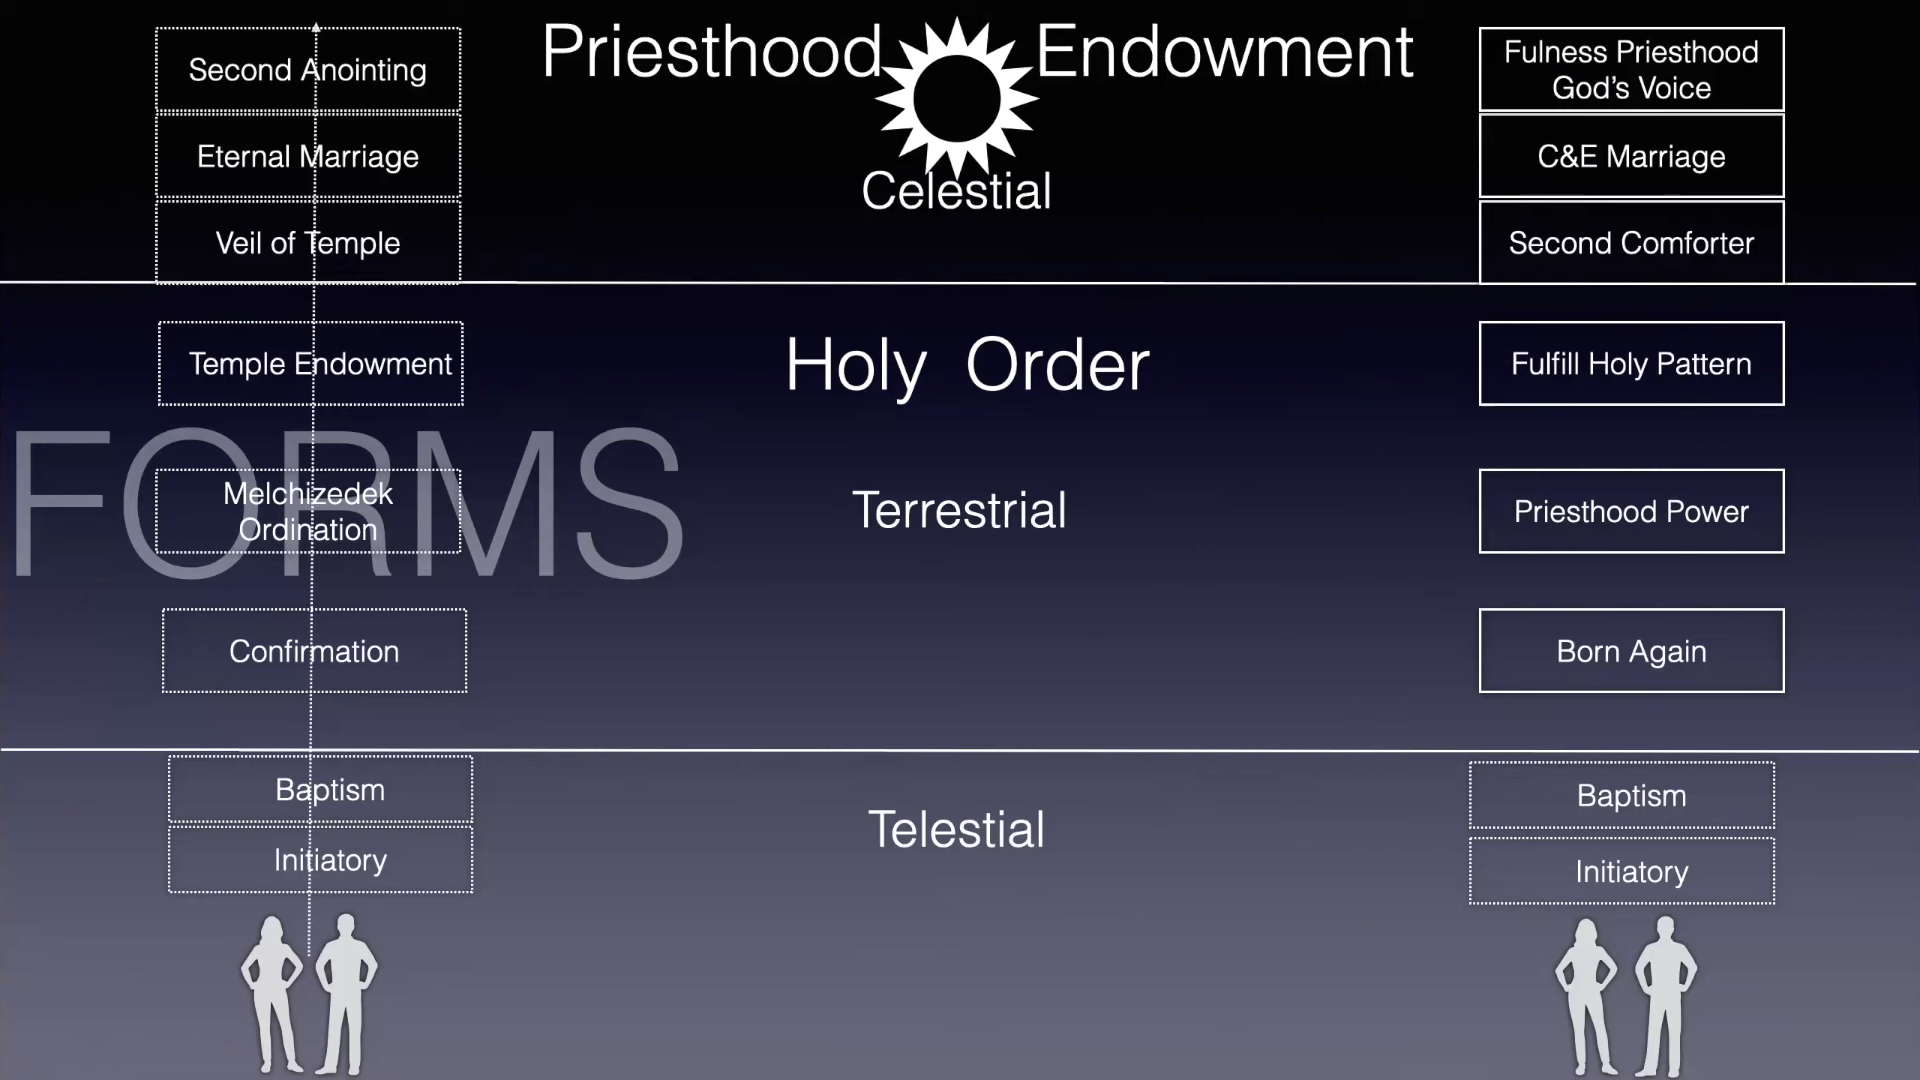 Priesthood Endowment
Second Anointing
Eternal Marriage
Veil of Temple
Celestial
Fulness Priesthood
God's Voice
C&E Marriage
Second Comforter
Temple Endowment
Holy Order
Fulfill Holy Pattern
FORMS
Melchizedek
Ordination
Terrestrial
Priesthood Power
Confirmation
Born Again
Baptism
Initiatory
Telestial
Baptism
Initiatory